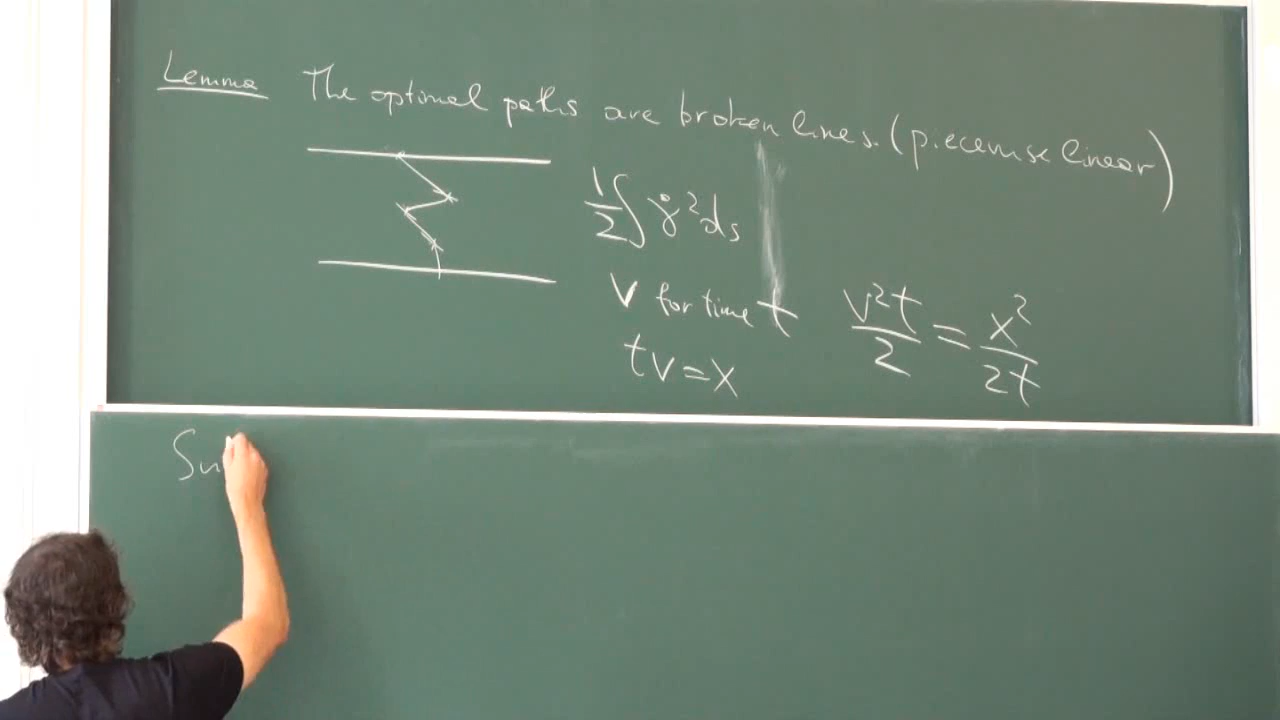 Lemma The optimal paths are broken lines. (piecewise linear)
1/2 ∫ γ̇² ds
v for time t v²t/2 = x²/2t
tv = x
Su